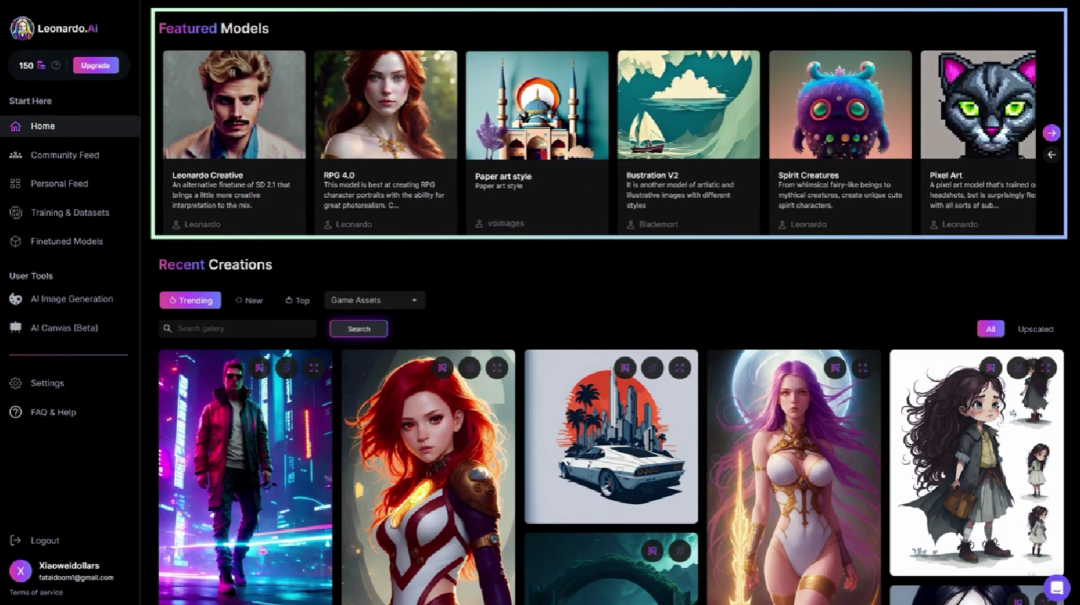 Leonardo.Ai
150
Upgrade
Start Here
Home
Community Feed
Personal Feed
Training & Datasets
Finetuned Models
User Tools
AI Image Generation
AI Canvas (Beta)
Settings
FAQ & Help
Logout
X
Xiaoweidollars
fataldoom1@gmail.com
Terms of service
Featured Models
Leonardo Creative
An alternative finetune of SD 2.1 that
brings a little more creative
interpretation to the mix.
Leonardo
RPG 4.0
This model is best at creating RPG
character portraits with the ability for
great photorealism. C...
Leonardo
Paper art style
Paper art style
voimages
Illustration V2
It is another model of artistic and
illustrative images with different
styles
Blademort
Spirit Creatures
From whimsical fairy-like beings to
mythical creatures, create unique cute
spirit characters.
Leonardo
Pixel Art
A pixel art model that's trained o
headshots, but is surprisingly fle
with all sorts of sub...
Leonardo
Recent Creations
Trending
New
Top
Game Assets
Search gallery
Search
All
Upscaled